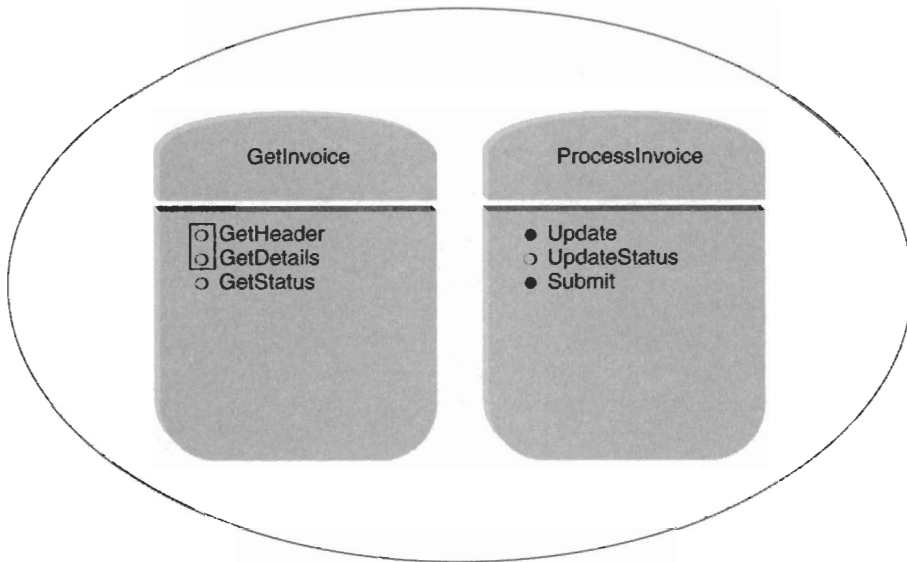 GetInvoice
GetHeader
GetDetails
GetStatus
ProcessInvoice
Update
UpdateStatus
Submit